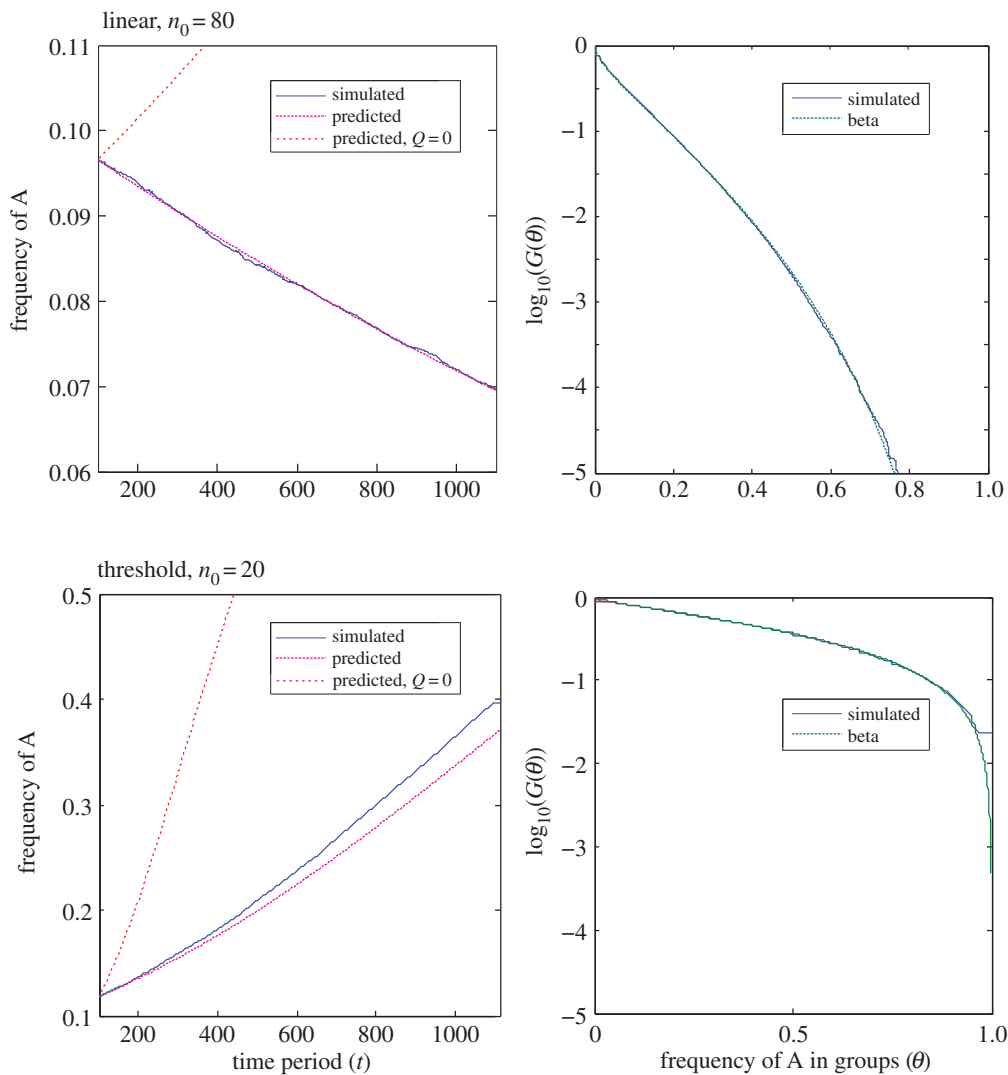 linear, n₀ = 80
0.11
0.10
0.09
0.08
0.07
0.06
frequency of A
simulated
predicted
predicted, Q = 0
200 400 600 800 1000
0
−1
−2
−3
−4
−5
log₁₀(G(θ))
simulated
beta
0 0.2 0.4 0.6 0.8 1.0
threshold, n₀ = 20
0.5
0.4
0.3
0.2
0.1
frequency of A
simulated
predicted
predicted, Q = 0
200 400 600 800 1000
time period (t)
0
−1
−2
−3
−4
−5
log₁₀(G(θ))
simulated
beta
0 0.5 1.0
frequency of A in groups (θ)